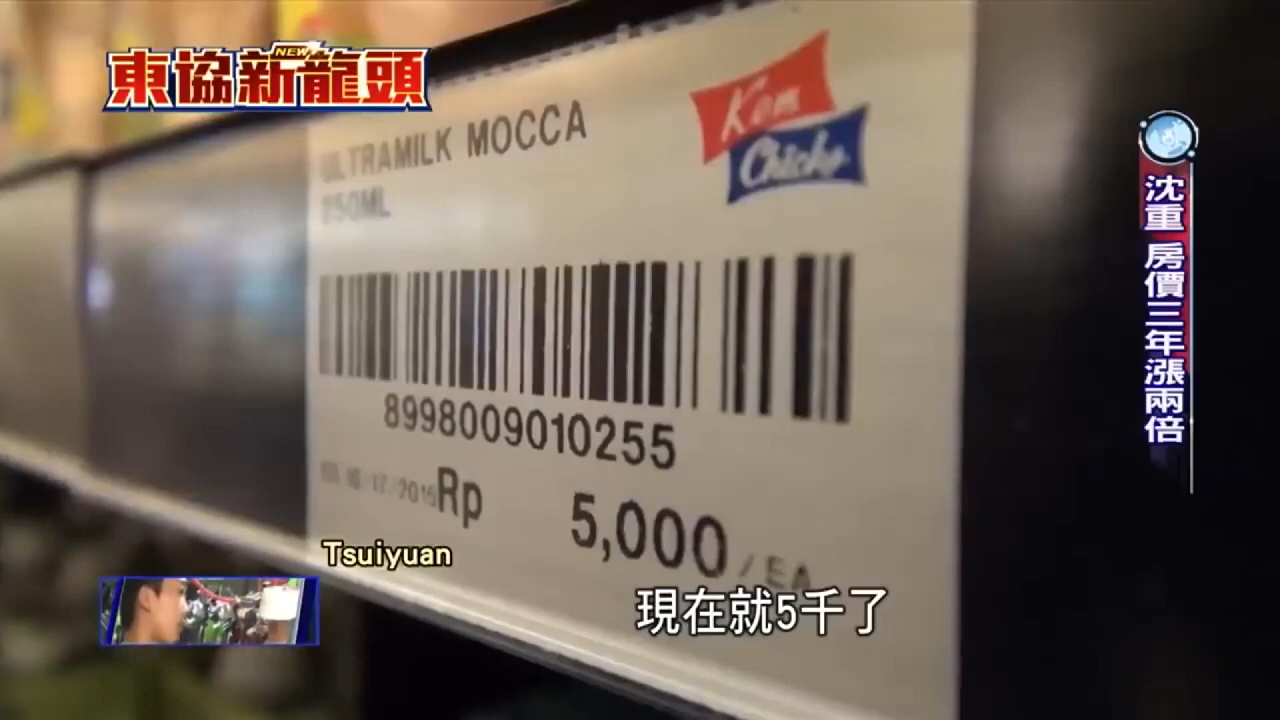 東協新龍頭
NEW
ULTRAMILK MOCCA
250ML
Kem
Chicks
8998009010255
Rp 5,000 / EA
Tsuiyuan
現在就5千了
沈重 房價三年漲兩倍